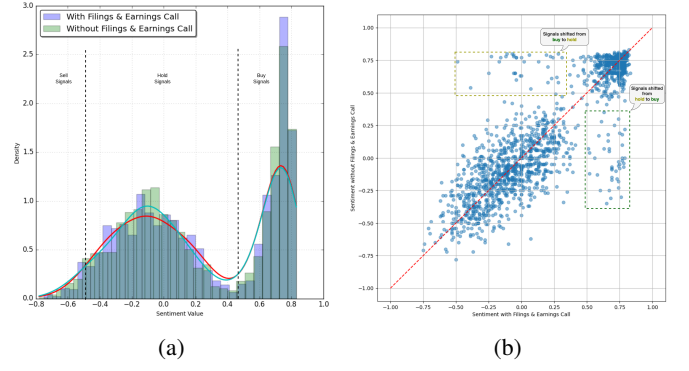 With Filings & Earnings Call
Without Filings & Earnings Call
Sell
Signals
Hold
Signals
Buy
Signals
Density
3.0
2.5
2.0
1.5
1.0
0.5
0.0
-0.8 -0.6 -0.4 -0.2 0.0 0.2 0.4 0.6 0.8 1.0
Sentiment Value
(a)
Signals shifted from
buy to hold
Signals shifted
from
hold to buy
Sentiment without Filings & Earnings Call
1.00
0.75
0.50
0.25
0.00
-0.25
-0.50
-0.75
-1.00
-1.00 -0.75 -0.50 -0.25 0.00 0.25 0.50 0.75 1.00
Sentiment with Filings & Earnings Call
(b)